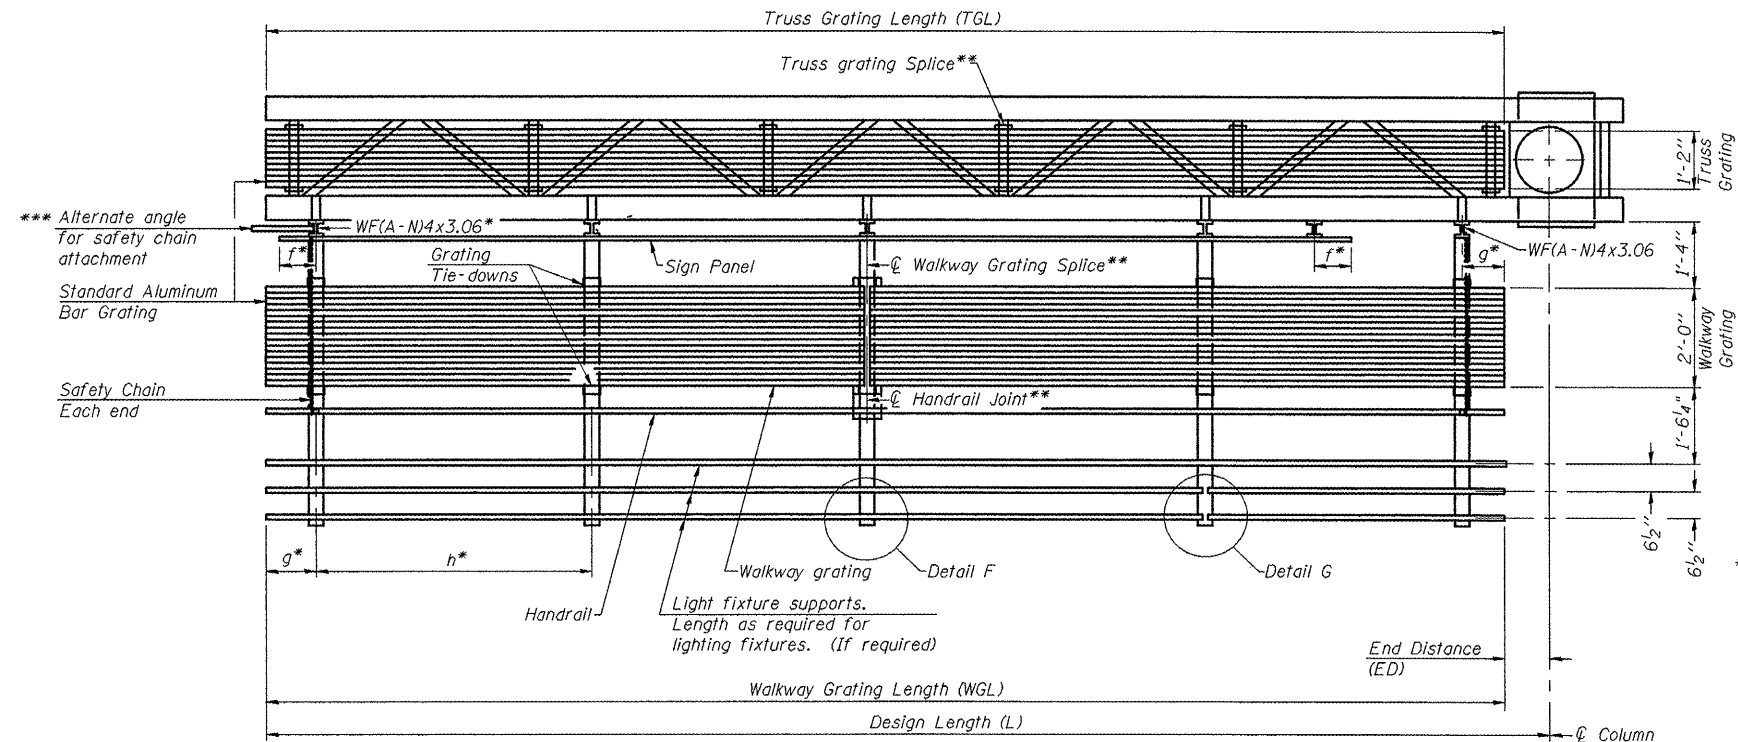 Truss Grating Length (TGL)
Truss grating Splice**
1'-2"
Truss
Grating
*** Alternate angle
for safety chain
attachment
WF(A-N)4x3.06*
f*
Grating
Tie-downs
Sign Panel
℄ Walkway Grating Splice**
f*
g*
WF(A-N)4x3.06
1'-4"
Standard Aluminum
Bar Grating
2'-0"
Walkway
Grating
Safety Chain
Each end
℄ Handrail Joint**
1'-6¼"
6½"
6½"
g*
h*
Walkway grating
Detail F
Detail G
Handrail
Light fixture supports.
Length as required for
lighting fixtures. (If required)
End Distance
(ED)
Walkway Grating Length (WGL)
Design Length (L)
℄ Column